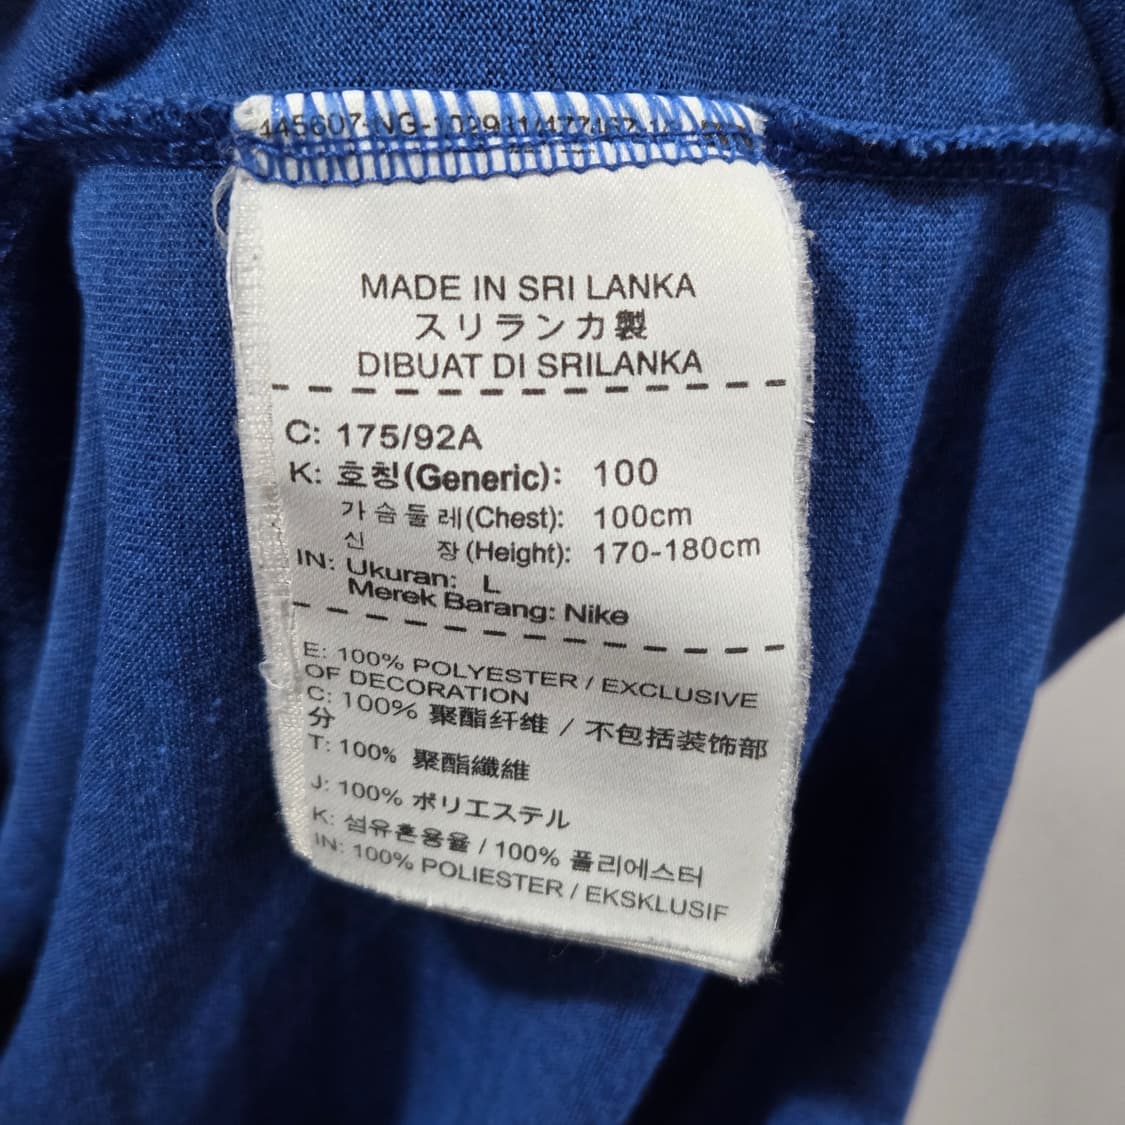 445607-NG-102911/477157
MADE IN SRI LANKA
スリランカ製
DIBUAT DI SRILANKA
C: 175/92A
K: 호칭(Generic): 100
가슴둘레(Chest): 100cm
신 장(Height): 170-180cm
IN: Ukuran: L
Merek Barang: Nike
E: 100% POLYESTER / EXCLUSIVE
OF DECORATION
C: 100% 聚酯纤维 / 不包括装饰部
分
T: 100% 聚酯纖維
J: 100% ポリエステル
K: 섬유혼용율 / 100% 폴리에스터
IN: 100% POLIESTER / EKSKLUSIF